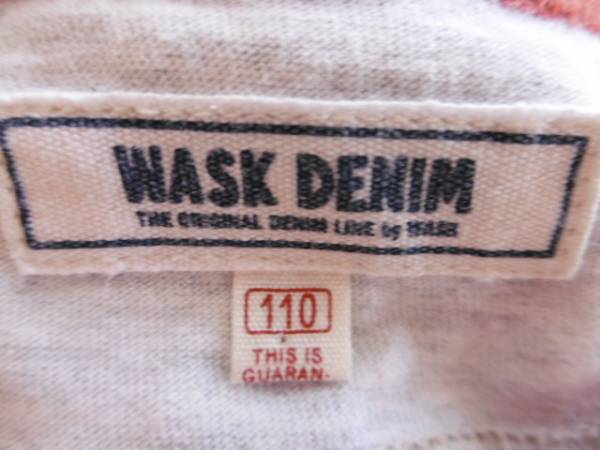 WASK DENIM
THE ORIGINAL DENIM LINE by WASK
110
THIS IS
GUARAN-